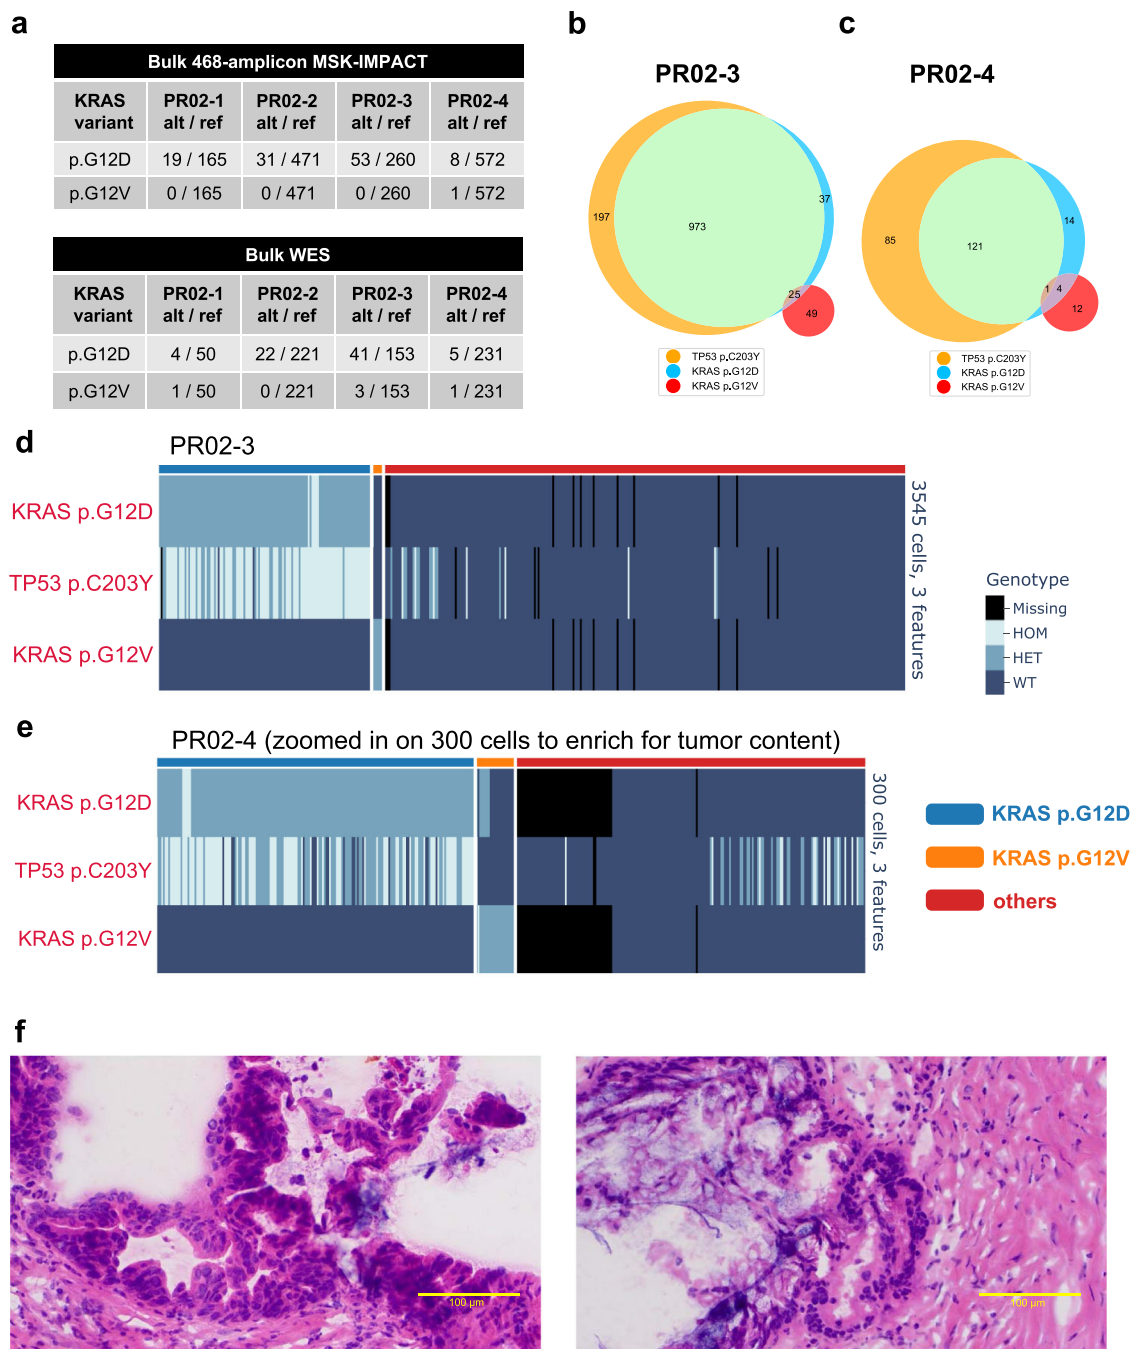 a
Bulk 468-amplicon MSK-IMPACT
KRAS variant PR02-1 alt / ref PR02-2 alt / ref PR02-3 alt / ref PR02-4 alt / ref
p.G12D 19 / 165 31 / 471 53 / 260 8 / 572
p.G12V 0 / 165 0 / 471 0 / 260 1 / 572
Bulk WES
KRAS variant PR02-1 alt / ref PR02-2 alt / ref PR02-3 alt / ref PR02-4 alt / ref
p.G12D 4 / 50 22 / 221 41 / 153 5 / 231
p.G12V 1 / 50 0 / 221 3 / 153 1 / 231
b
PR02-3
197
973
37
25
49
TP53 p.C203Y
KRAS p.G12D
KRAS p.G12V
c
PR02-4
85
121
14
1
4
12
TP53 p.C203Y
KRAS p.G12D
KRAS p.G12V
d
PR02-3
KRAS p.G12D
TP53 p.C203Y
KRAS p.G12V
3545 cells, 3 features
Genotype
Missing
HOM
HET
WT
e
PR02-4 (zoomed in on 300 cells to enrich for tumor content)
KRAS p.G12D
TP53 p.C203Y
KRAS p.G12V
300 cells, 3 features
KRAS p.G12D
KRAS p.G12V
others
f
100 μm
100 μm